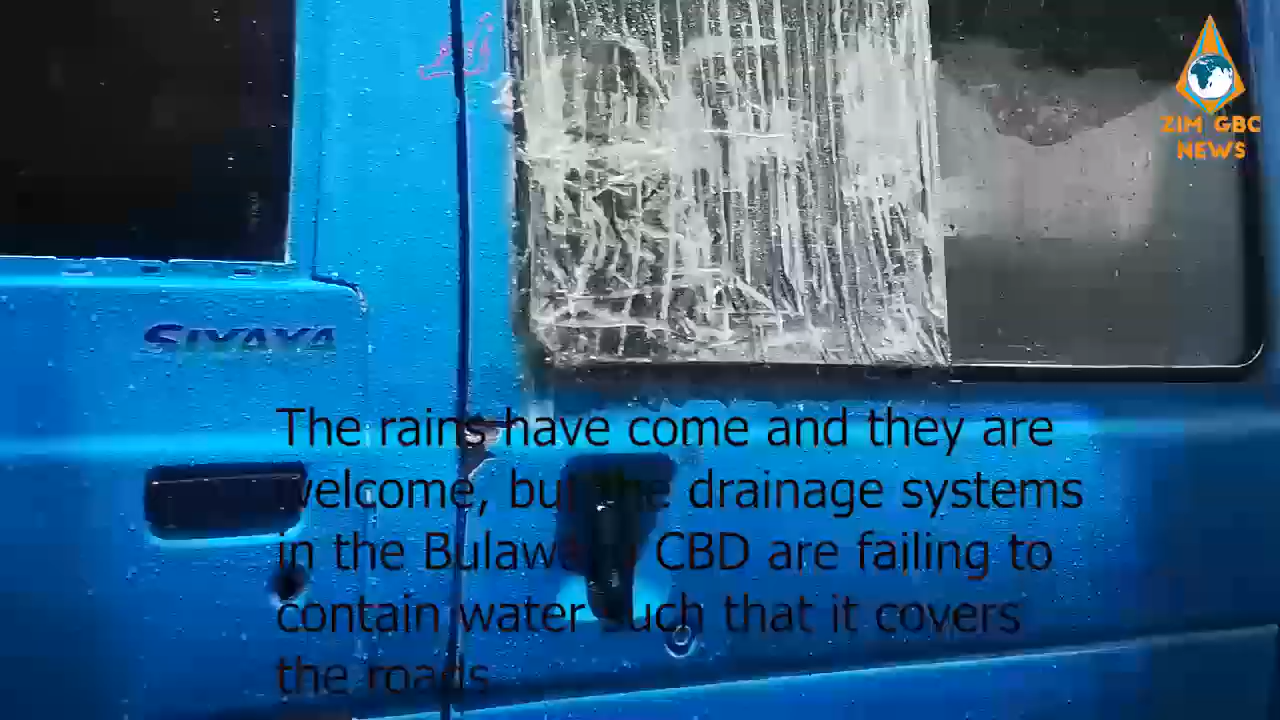 ZIM GBC
NEWS
SIYAYA
The rains have come and they are
welcome, but the drainage systems
in the Bulawayo CBD are failing to
contain water such that it covers
the roads